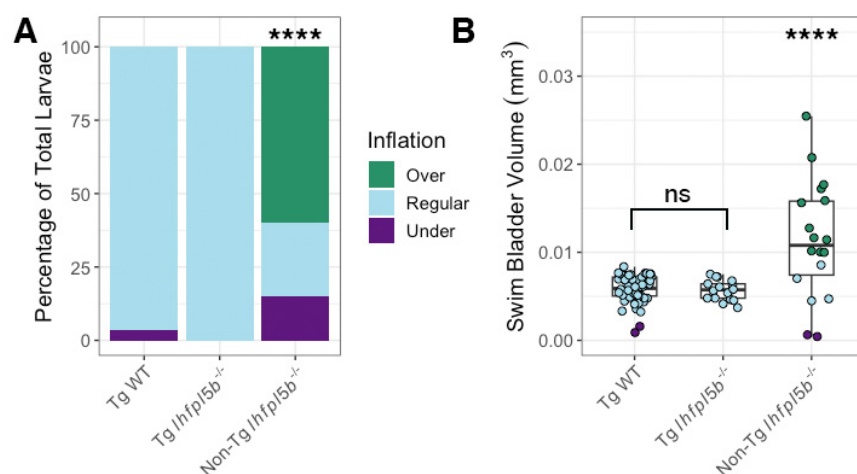 A
Percentage of Total Larvae
100
75
50
25
0
****
Tg WT
Tg lhfpl5b-/-
Non-Tg lhfpl5b-/-
Inflation
Over
Regular
Under
B
Swim Bladder Volume (mm3)
0.03
0.02
0.01
0.00
ns
****
Tg WT
Tg lhfpl5b-/-
Non-Tg lhfpl5b-/-